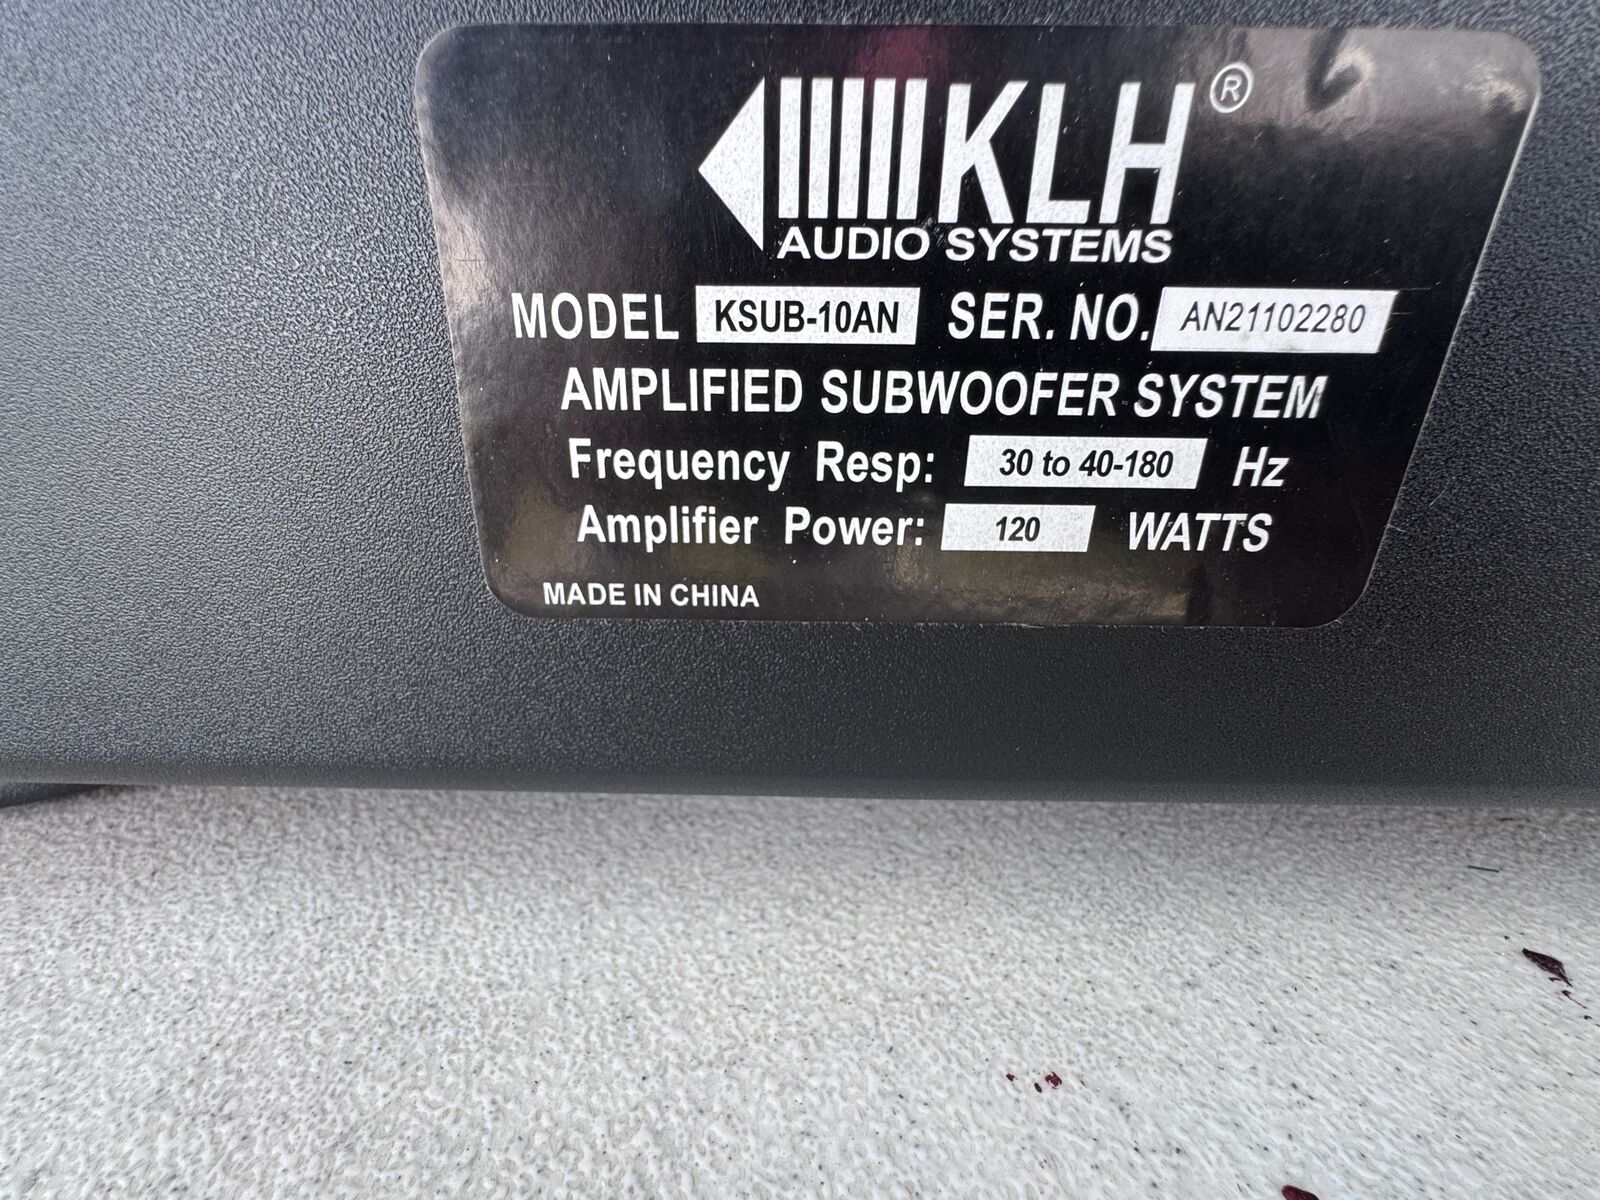 KLH®
AUDIO SYSTEMS
MODEL KSUB-10AN SER. NO. AN21102280
AMPLIFIED SUBWOOFER SYSTEM
Frequency Resp: 30 to 40-180 Hz
Amplifier Power: 120 WATTS
MADE IN CHINA